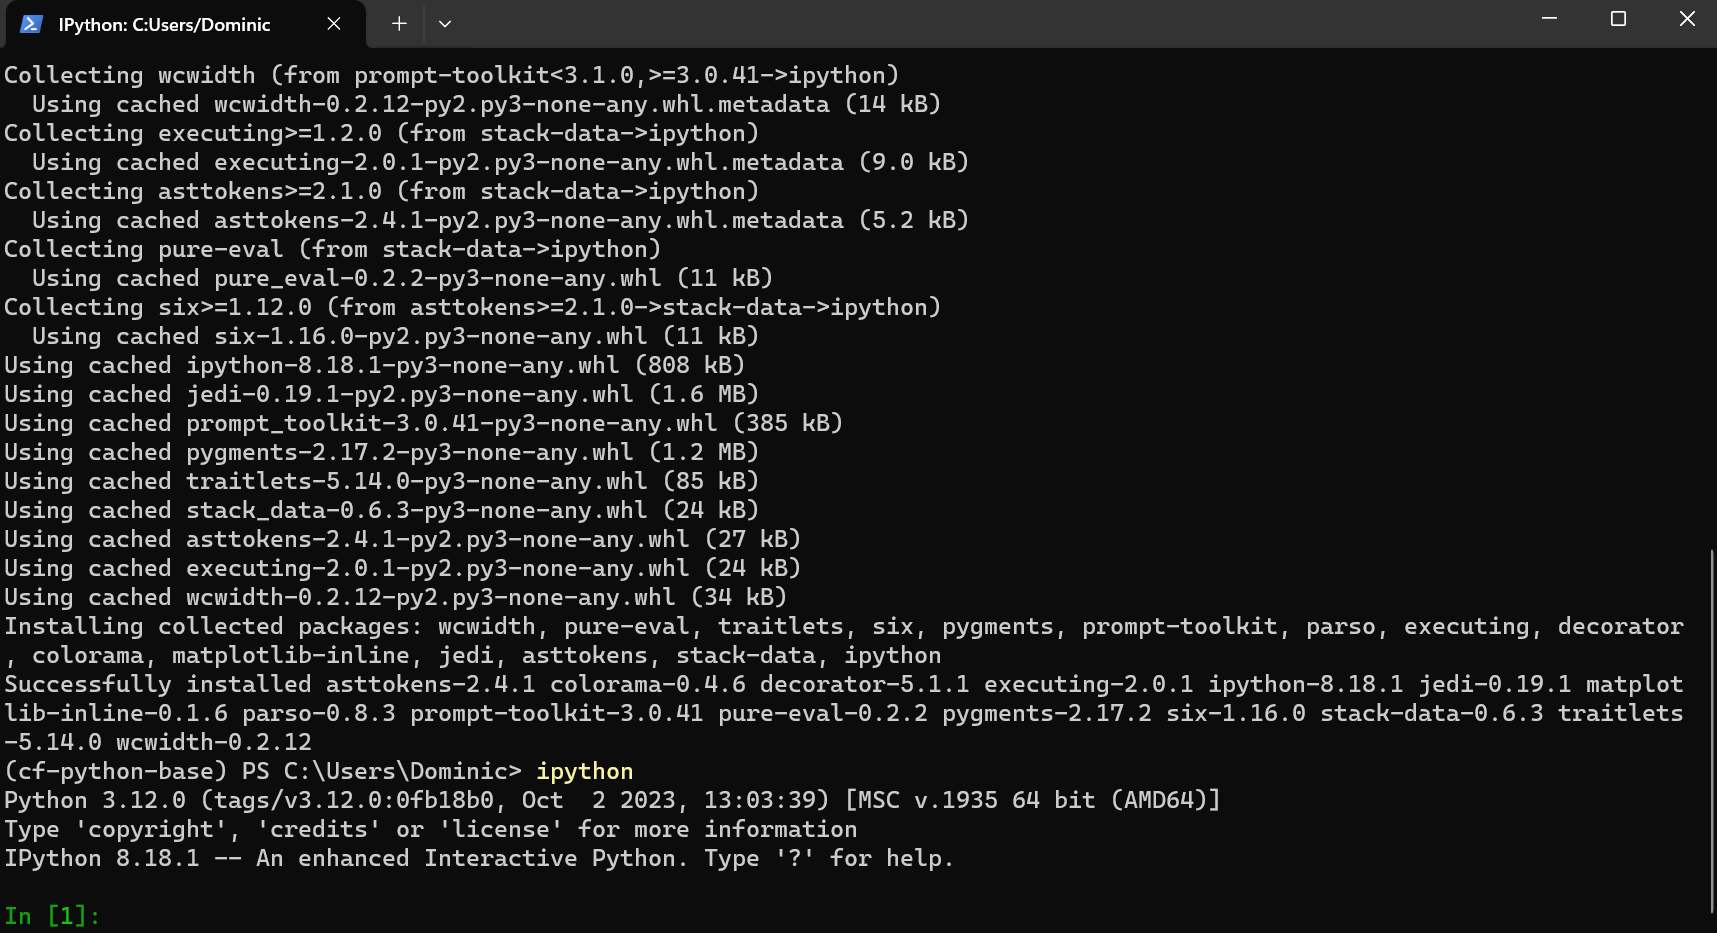 IPython: C:Users/Dominic
Collecting wcwidth (from prompt-toolkit<3.1.0,>=3.0.41->ipython)
  Using cached wcwidth-0.2.12-py2.py3-none-any.whl.metadata (14 kB)
Collecting executing>=1.2.0 (from stack-data->ipython)
  Using cached executing-2.0.1-py2.py3-none-any.whl.metadata (9.0 kB)
Collecting asttokens>=2.1.0 (from stack-data->ipython)
  Using cached asttokens-2.4.1-py2.py3-none-any.whl.metadata (5.2 kB)
Collecting pure-eval (from stack-data->ipython)
  Using cached pure_eval-0.2.2-py3-none-any.whl (11 kB)
Collecting six>=1.12.0 (from asttokens>=2.1.0->stack-data->ipython)
  Using cached six-1.16.0-py2.py3-none-any.whl (11 kB)
Using cached ipython-8.18.1-py3-none-any.whl (808 kB)
Using cached jedi-0.19.1-py2.py3-none-any.whl (1.6 MB)
Using cached prompt_toolkit-3.0.41-py3-none-any.whl (385 kB)
Using cached pygments-2.17.2-py3-none-any.whl (1.2 MB)
Using cached traitlets-5.14.0-py3-none-any.whl (85 kB)
Using cached stack_data-0.6.3-py3-none-any.whl (24 kB)
Using cached asttokens-2.4.1-py2.py3-none-any.whl (27 kB)
Using cached executing-2.0.1-py2.py3-none-any.whl (24 kB)
Using cached wcwidth-0.2.12-py2.py3-none-any.whl (34 kB)
Installing collected packages: wcwidth, pure-eval, traitlets, six, pygments, prompt-toolkit, parso, executing, decorator
, colorama, matplotlib-inline, jedi, asttokens, stack-data, ipython
Successfully installed asttokens-2.4.1 colorama-0.4.6 decorator-5.1.1 executing-2.0.1 ipython-8.18.1 jedi-0.19.1 matplot
lib-inline-0.1.6 parso-0.8.3 prompt-toolkit-3.0.41 pure-eval-0.2.2 pygments-2.17.2 six-1.16.0 stack-data-0.6.3 traitlets
-5.14.0 wcwidth-0.2.12
(cf-python-base) PS C:\Users\Dominic> ipython
Python 3.12.0 (tags/v3.12.0:0fb18b0, Oct  2 2023, 13:03:39) [MSC v.1935 64 bit (AMD64)]
Type 'copyright', 'credits' or 'license' for more information
IPython 8.18.1 -- An enhanced Interactive Python. Type '?' for help.
In [1]: